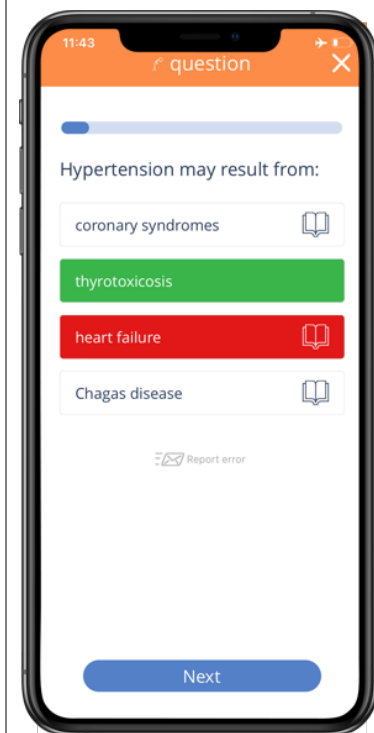 11:43
question
Hypertension may result from:
coronary syndromes
thyrotoxicosis
heart failure
Chagas disease
Report error
Next